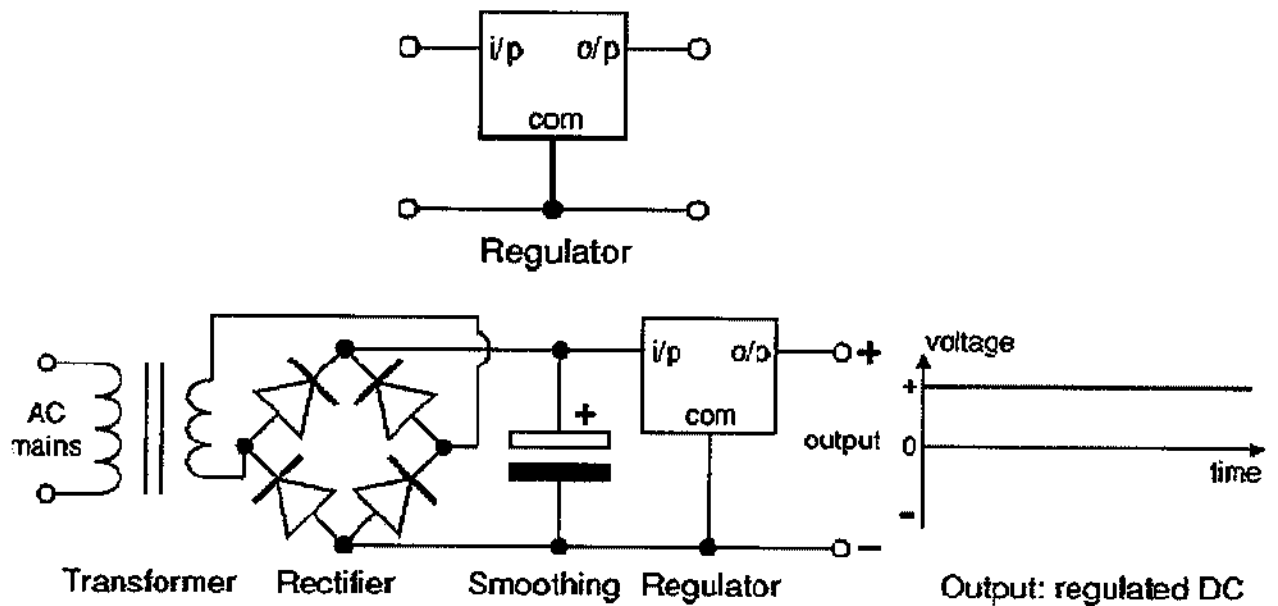 i/p o/p
com
Regulator
AC
mains
i/p o/p
com
+
+
−
output
voltage
+
0
−
time
Transformer Rectifier Smoothing Regulator Output: regulated DC